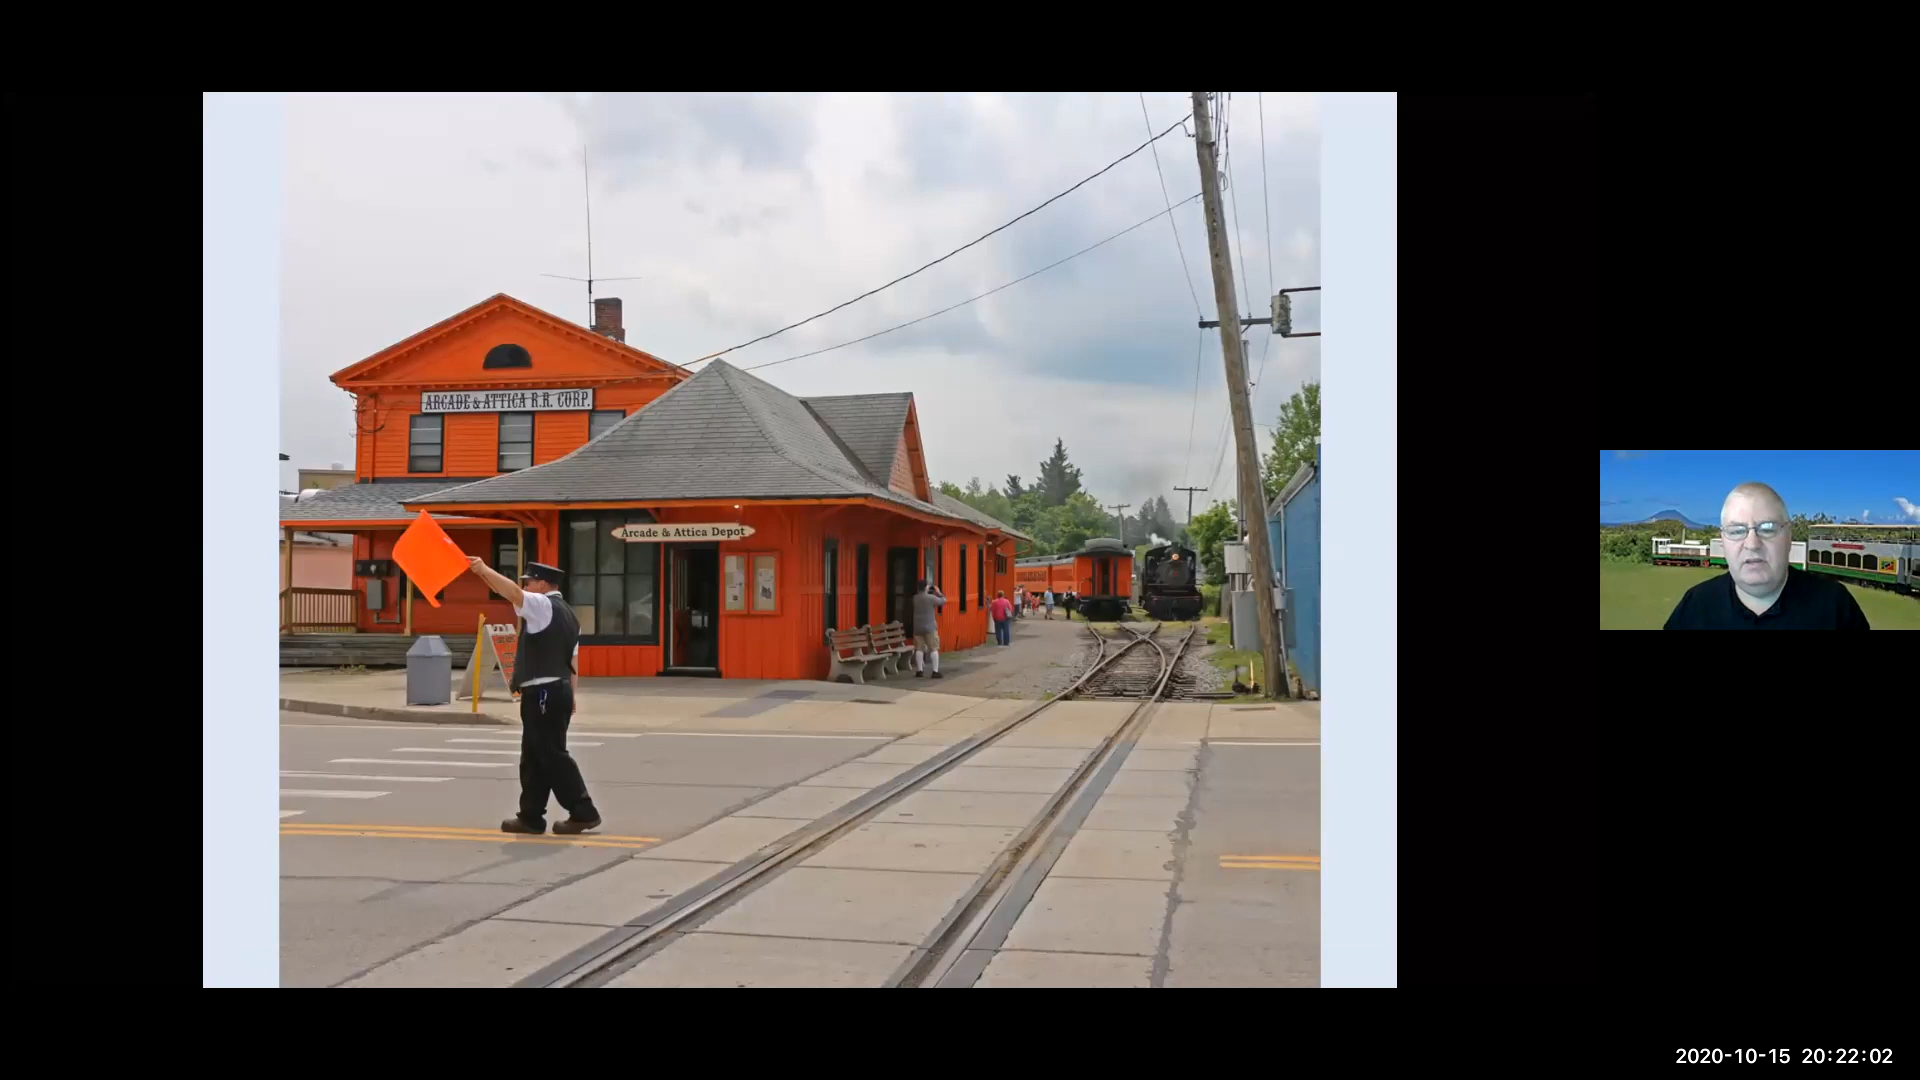 ARCADE & ATTICA R.R. CORP.
Arcade & Attica Depot
2020-10-15 20:22:02